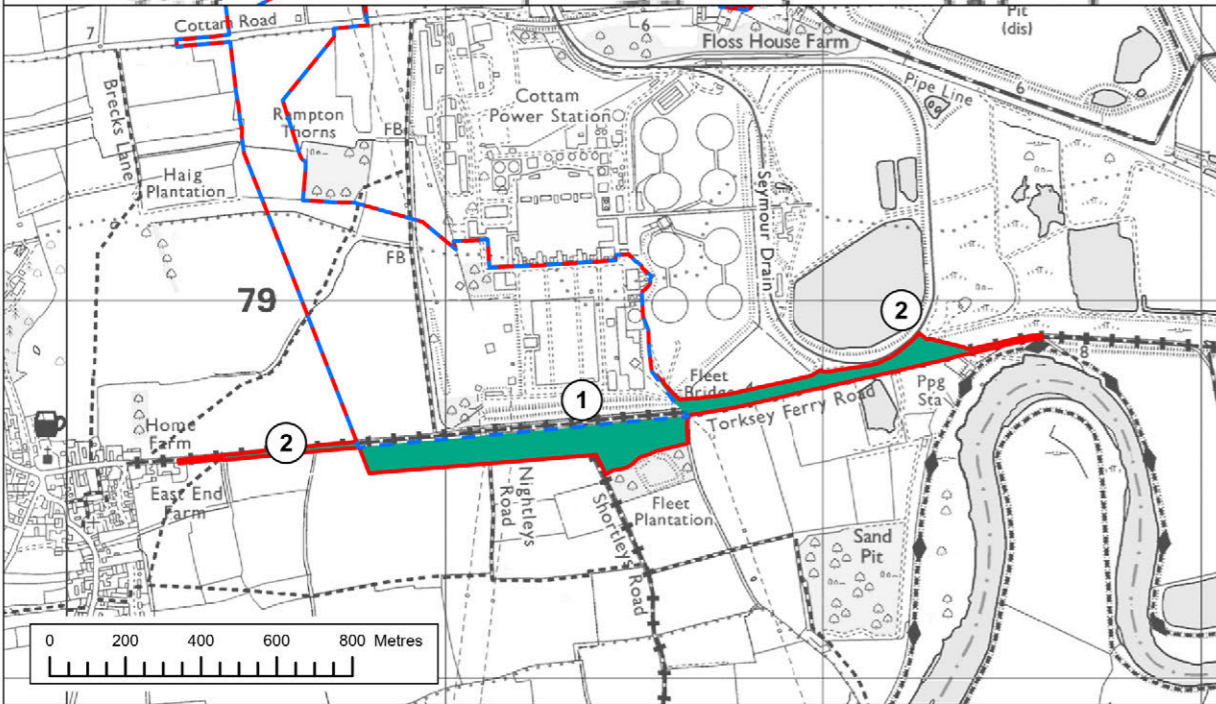 Cottam Road
7
6
Floss House Farm
Pit
(dis)
6
Pipe Line
Brecks Lane
Rampton
Thorns
FB
Cottam
Power Station
Haig
Plantation
Seymour Drain
FB
79
2
Fleet
Bridge
1
Torksey Ferry Road
8
Ppg
Sta
Home
Farm
2
East End
Farm
Nightleys
Road
Shortleys Road
Fleet
Plantation
Sand
Pit
0 200 400 600 800 Metres